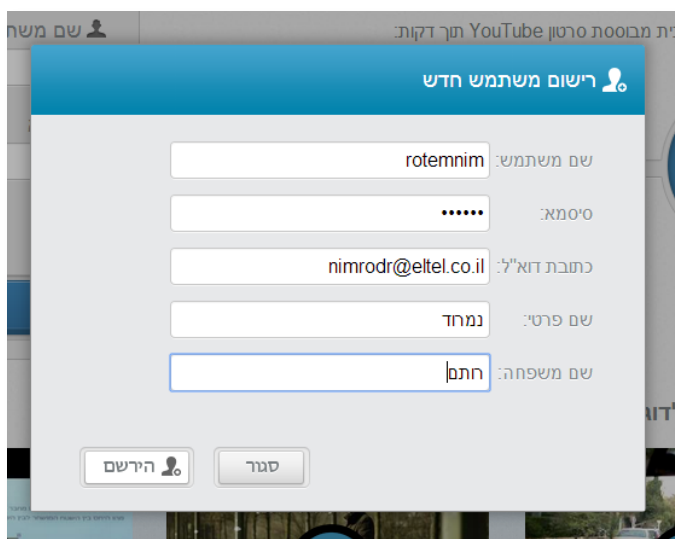 שם משת
ית מבוססת סרטון YouTube תוך דקות:
רישום משתמש חדש
שם משתמש: rotemnim
סיסמא: ••••••
כתובת דוא"ל: nimrodr@eltel.co.il
שם פרטי: נמרוד
שם משפחה: רותם
לדוג
סגור
הירשם